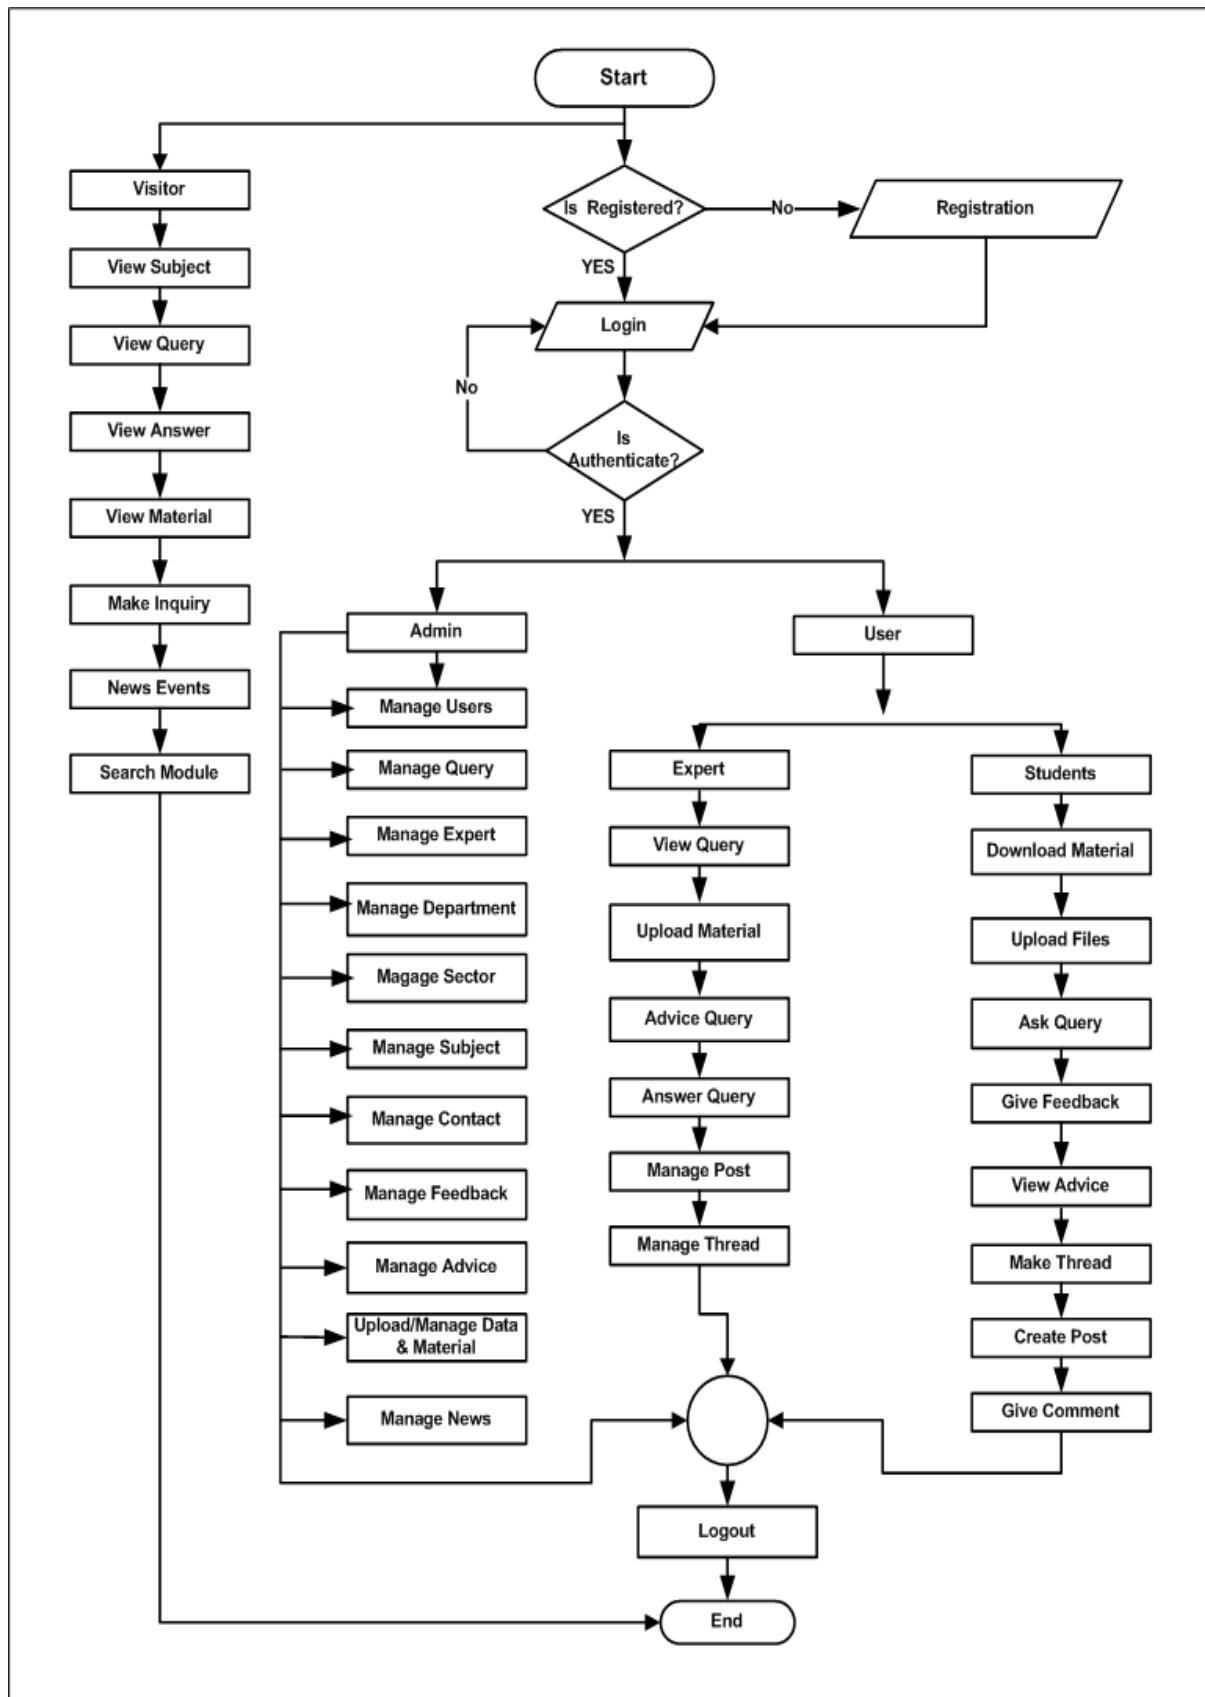 Start
Visitor
Is Registered?
No
Registration
View Subject
YES
View Query
Login
No
View Answer
Is
Authenticate?
View Material
YES
Make Inquiry
Admin
User
News Events
Manage Users
Search Module
Manage Query
Expert
Students
Manage Expert
View Query
Download Material
Manage Department
Upload Material
Upload Files
Magage Sector
Advice Query
Ask Query
Manage Subject
Answer Query
Give Feedback
Manage Contact
Manage Post
View Advice
Manage Feedback
Manage Thread
Make Thread
Manage Advice
Upload/Manage Data
& Material
Create Post
Manage News
Give Comment
Logout
End